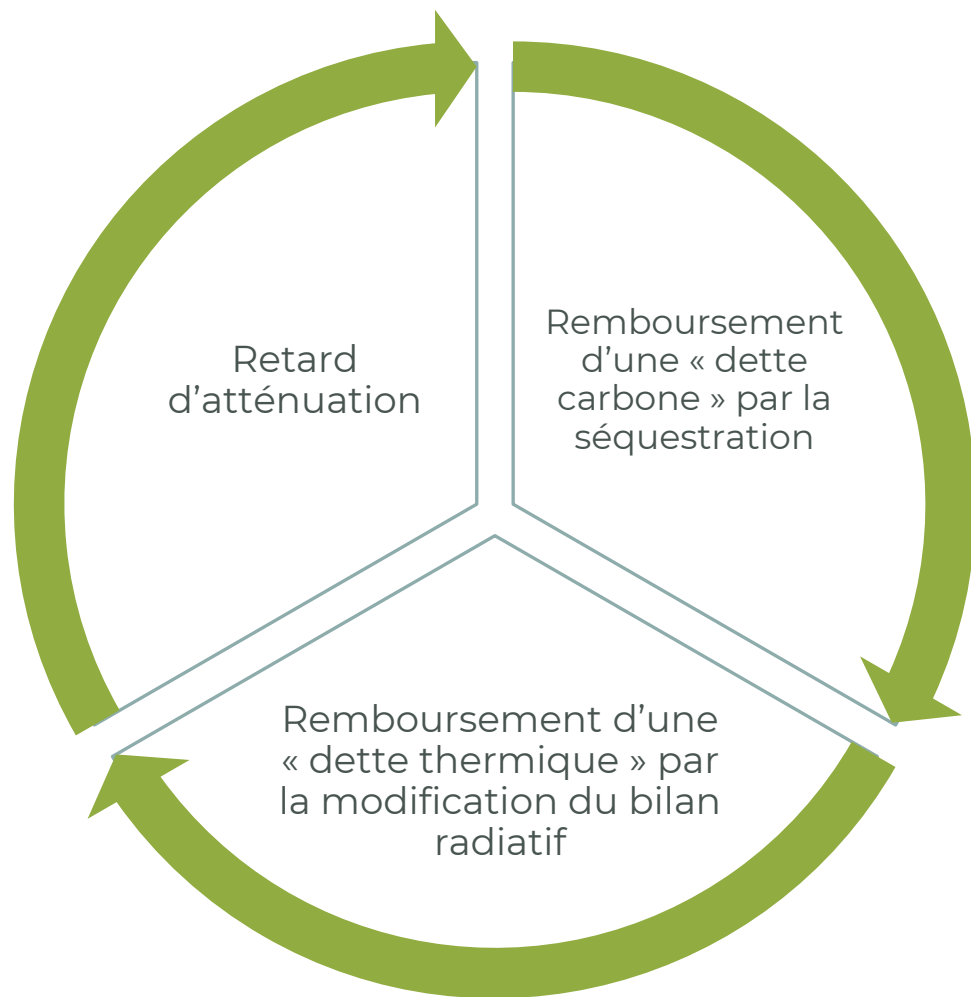 Retard
d’atténuation
Remboursement
d’une « dette
carbone » par la
séquestration
Remboursement d’une
« dette thermique » par
la modification du bilan
radiatif